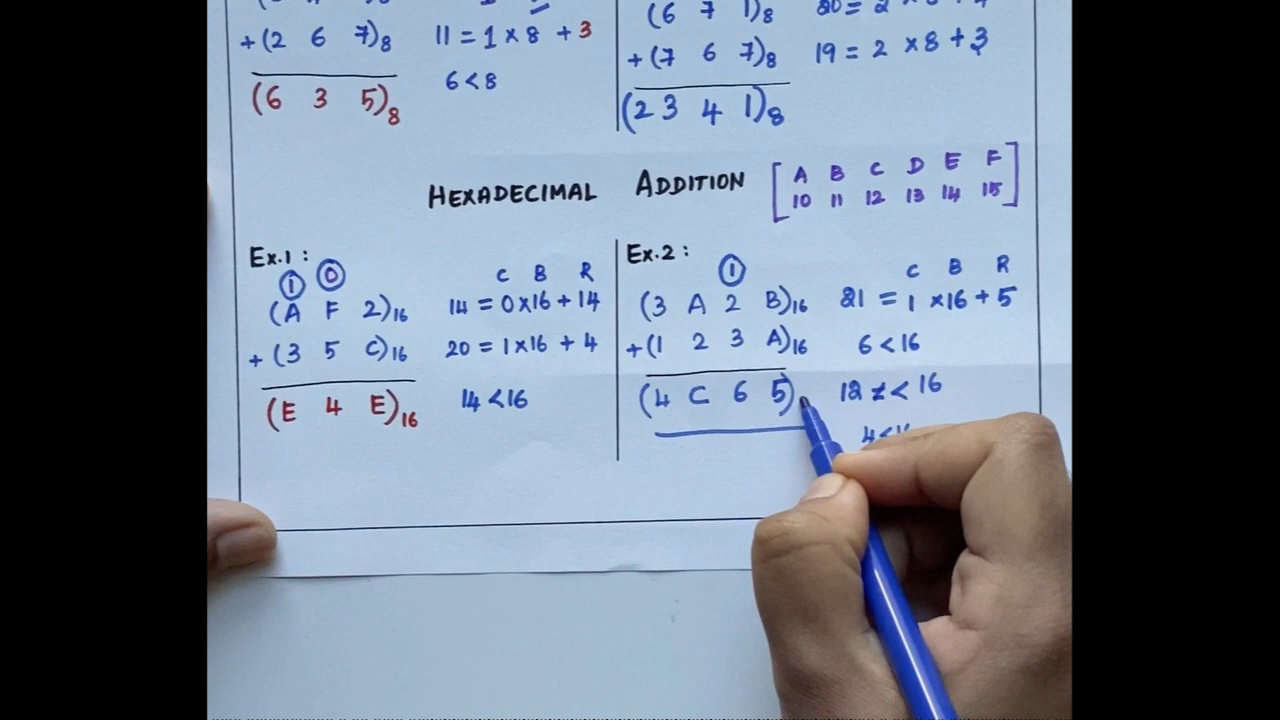 +(2 6 7)8 11 = 1 × 8 + 3
6 < 8
(6 3 5)8
(6 7 1)8
+(7 6 7)8 19 = 2 × 8 + 3
(2 3 4 1)8
HEXADECIMAL ADDITION
A B C D E F
10 11 12 13 14 15
Ex.1 :
1 0
C B R
(A F 2)16 14 = 0×16 + 14
+ (3 5 C)16 20 = 1×16 + 4
(E 4 E)16 14 < 16
Ex.2 :
1
C B R
(3 A 2 B)16 21 = 1 ×16 + 5
+(1 2 3 A)16 6 < 16
(4 C 6 5) 12 < 16